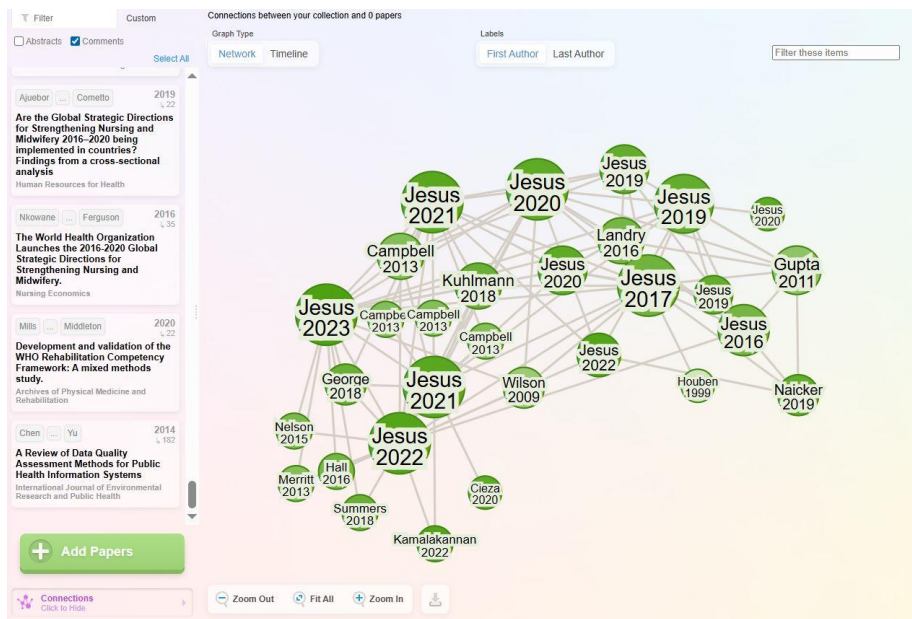 Filter
Custom
Abstracts
Comments
Select All
Ajuebor ... Cometto 2019
22
Are the Global Strategic Directions
for Strengthening Nursing and
Midwifery 2016–2020 being
implemented in countries?
Findings from a cross-sectional
analysis
Human Resources for Health
Nkowane ... Ferguson 2016
35
The World Health Organization
Launches the 2016-2020 Global
Strategic Directions for
Strengthening Nursing and
Midwifery.
Nursing Economics
Mills ... Middleton 2020
22
Development and validation of the
WHO Rehabilitation Competency
Framework: A mixed methods
study.
Archives of Physical Medicine and
Rehabilitation
Chen ... Yu 2014
182
A Review of Data Quality
Assessment Methods for Public
Health Information Systems
International Journal of Environmental
Research and Public Health
Add Papers
Connections
Click to Hide
Connections between your collection and 0 papers
Graph Type
Network
Timeline
Labels
First Author
Last Author
Filter these items
Jesus
2019
Jesus
2020
Jesus
2021
Jesus
2019
Jesus
2020
Landry
2016
Campbell
2013
Jesus
2020
Gupta
2011
Kuhlmann
2018
Jesus
2017
Jesus
2019
Jesus
2023
Campbe
2013
Campbell
2013
Jesus
2016
Campbell
2013
Jesus
2022
George
2018
Jesus
2021
Wilson
2009
Houben
1999
Naicker
2019
Nelson
2015
Jesus
2022
Hall
2016
Merritt
2013
Cieza
2020
Summers
2018
Kamalakannan
2022
Zoom Out
Fit All
Zoom In